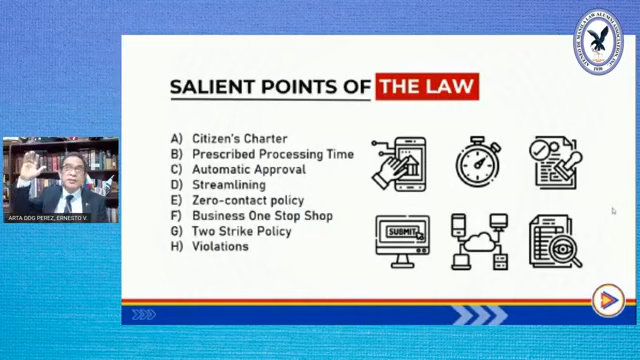 SALIENT POINTS OF THE LAW
A) Citizen's Charter
B) Prescribed Processing Time
C) Automatic Approval
D) Streamlining
E) Zero-contact policy
F) Business One Stop Shop
G) Two Strike Policy
H) Violations
SUBMIT
ARTA DDG PEREZ, ERNESTO V.